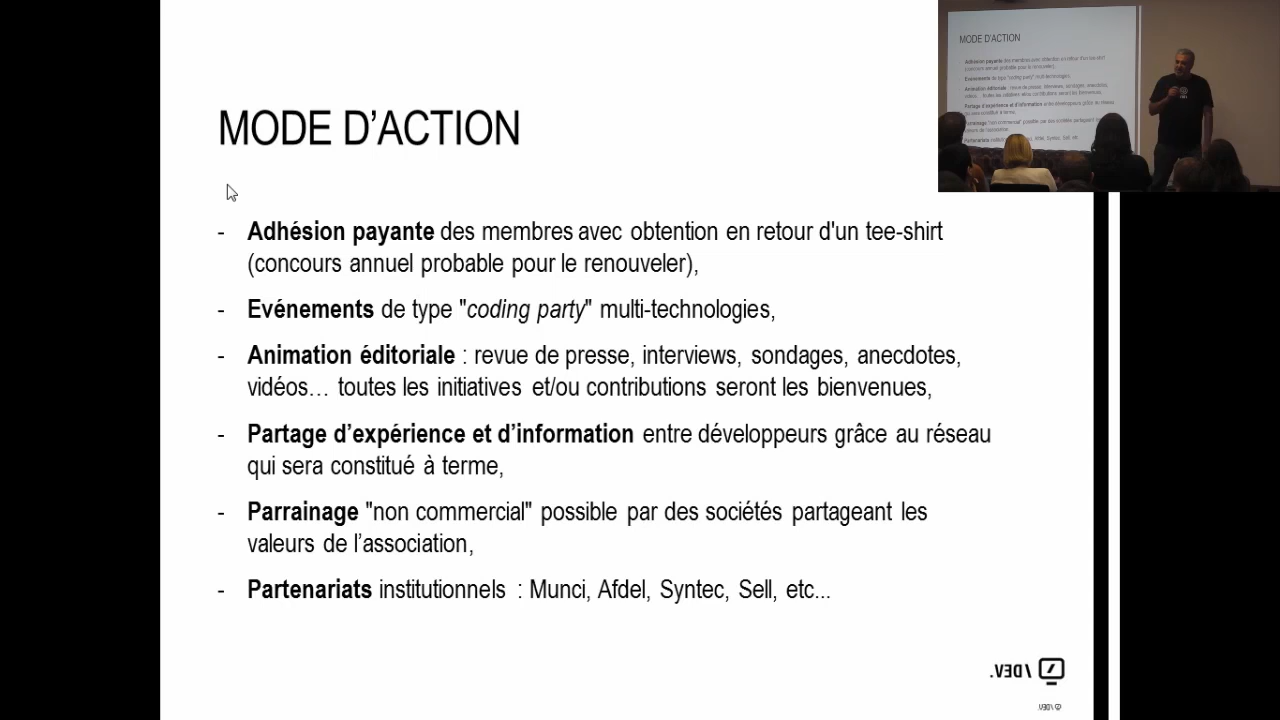 MODE D'ACTION
- Adhésion payante des membres avec obtention en retour d'un tee-shirt
(concours annuel probable pour le renouveler),
- Evénements de type "coding party" multi-technologies,
- Animation éditoriale : revue de presse, interviews, sondages, anecdotes,
vidéos… toutes les initiatives et/ou contributions seront les bienvenues,
- Partage d’expérience et d’information entre développeurs grâce au réseau
qui sera constitué à terme,
- Parrainage "non commercial" possible par des sociétés partageant les
valeurs de l’association,
- Partenariats institutionnels : Munci, Afdel, Syntec, Sell, etc...
MODE D'ACTION